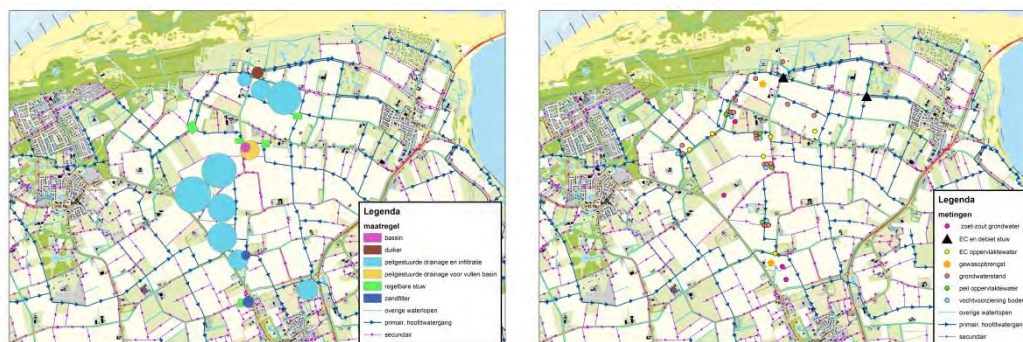 Legenda
maatregel
bassin
duiker
peilgestuurde drainage en infiltratie
peilgestuurde drainage voor vullen basin
regelbare stuw
zandfilter
overige waterlopen
primair, hoofdwatergang
secundair
Legenda
metingen
zoet-zout grondwater
EC en debiet stuw
EC oppervlaktewater
gewasopbrengst
grondwaterstand
peil oppervlaktewater
vochtvoorziening bodem
overige waterlopen
primair, hoofdwatergang
secundair